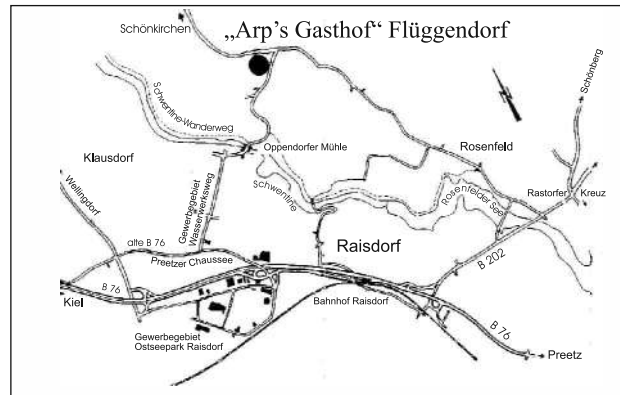 „Arp's Gasthof“ Flüggendorf
Schönkirchen
Schönberg
Schwentine-Wanderweg
Oppendorfer Mühle
Rosenfeld
Klausdorf
Schwentine
Rosenfelder See
Rastorfer Kreuz
Wellingdorf
Gewerbegebiet
Wasserwerksweg
Raisdorf
alte B 76
Preetzer Chaussee
B 202
Kiel
B 76
Bahnhof Raisdorf
B 76
Gewerbegebiet
Ostseepark Raisdorf
Preetz